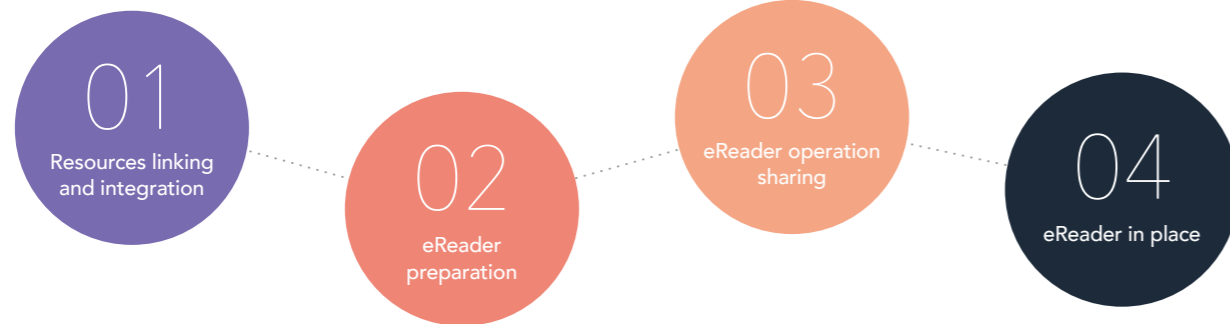 01
Resources linking
and integration
02
eReader
preparation
03
eReader operation
sharing
04
eReader in place